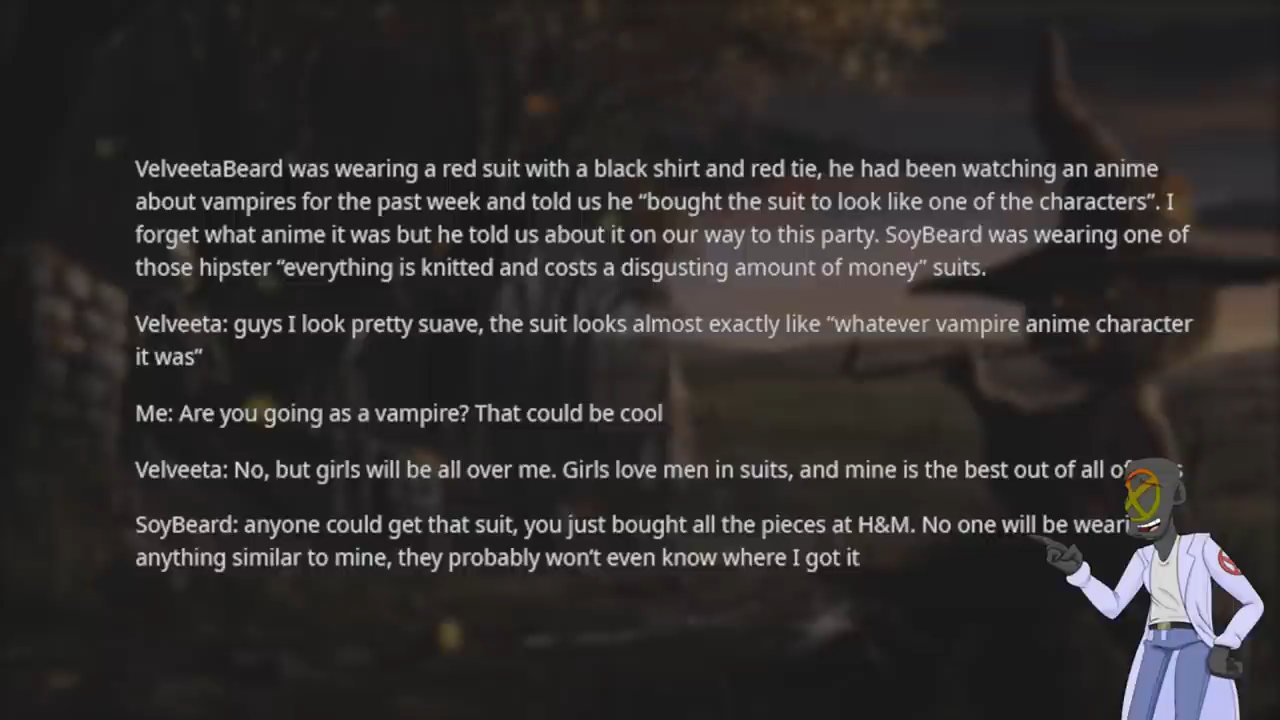 VelveetaBeard was wearing a red suit with a black shirt and red tie, he had been watching an anime
about vampires for the past week and told us he “bought the suit to look like one of the characters”. I
forget what anime it was but he told us about it on our way to this party. SoyBeard was wearing one of
those hipster “everything is knitted and costs a disgusting amount of money” suits.
Velveeta: guys I look pretty suave, the suit looks almost exactly like “whatever vampire anime character
it was”
Me: Are you going as a vampire? That could be cool
Velveeta: No, but girls will be all over me. Girls love men in suits, and mine is the best out of all of
SoyBeard: anyone could get that suit, you just bought all the pieces at H&M. No one will be
anything similar to mine, they probably won’t even know where I got it